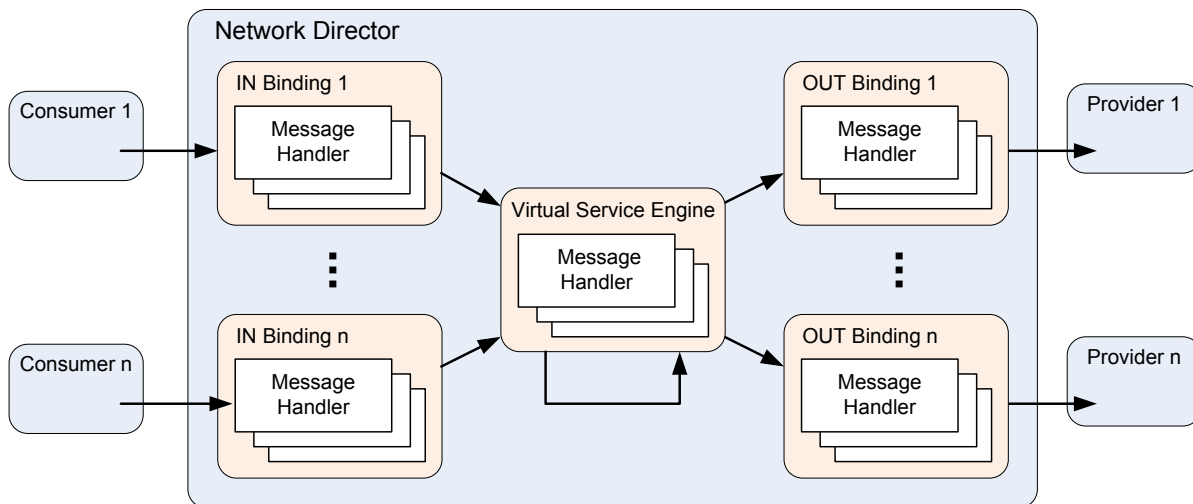 Network Director
Consumer 1
IN Binding 1
Message
Handler
OUT Binding 1
Message
Handler
Provider 1
Virtual Service Engine
Message
Handler
Consumer n
IN Binding n
Message
Handler
OUT Binding n
Message
Handler
Provider n